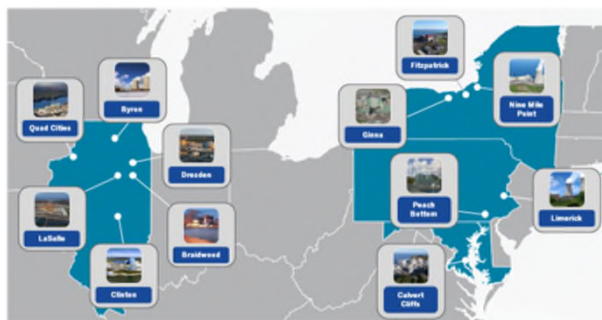 Fitzpatrick
Byron
Nine Mile
Point
Quad Cities
Ginna
Dresden
Peach
Bottom
Limerick
LaSalle
Braidwood
Clinton
Calvert
Cliffs